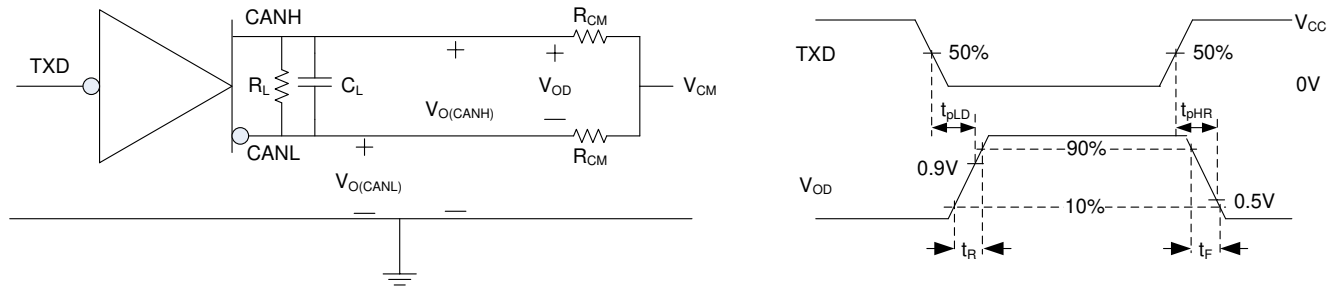 CANH
TXD
R_L
C_L
CANL
V_O(CANH)
V_O(CANL)
+
+
+
V_OD
R_CM
R_CM
V_CM
—
—
—
TXD
50%
50%
V_CC
0V
t_pLD
t_pHR
0.9V
90%
V_OD
10%
0.5V
t_R
t_F